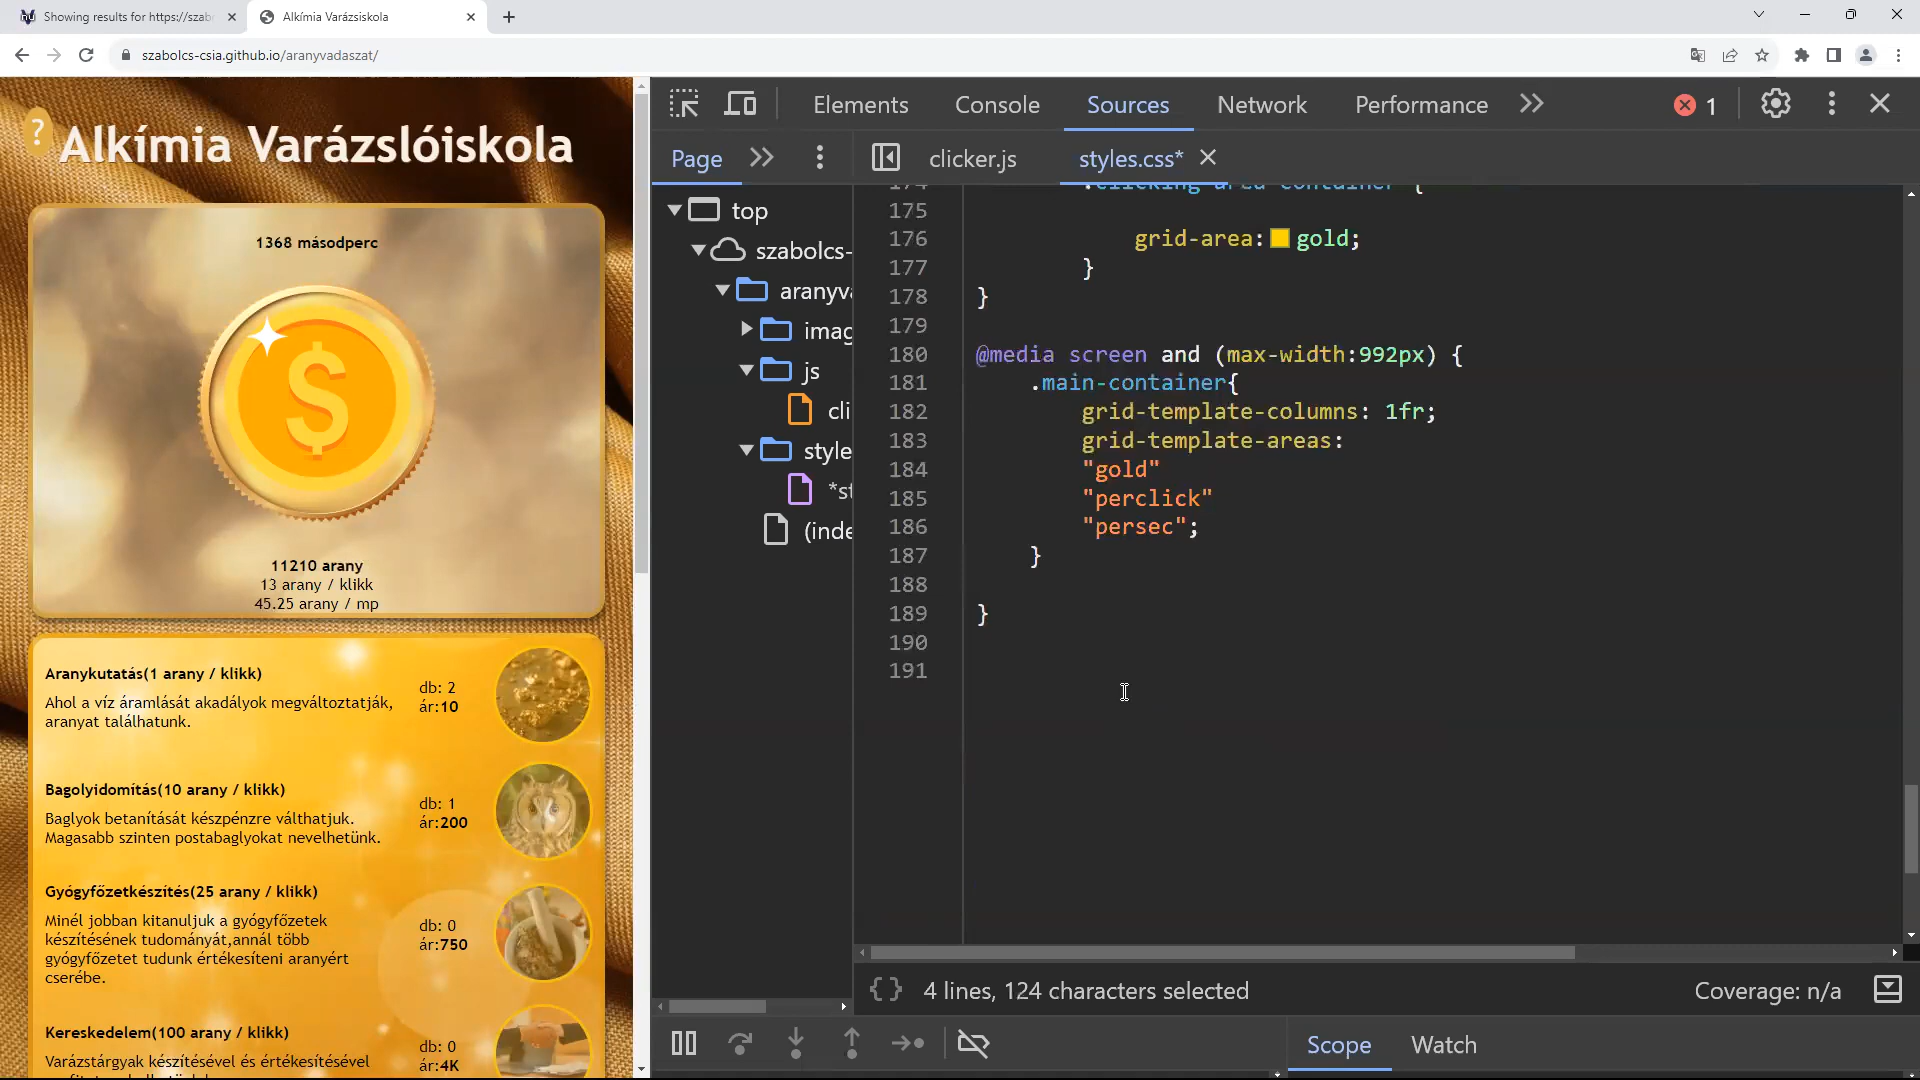 Showing results for https://szab
Alkímia Varázsiskola
szabolcs-csia.github.io/aranyvadaszat/
?
Alkímia Varázslóiskola
1368 másodperc
$
11210 arany
13 arany / klikk
45.25 arany / mp
Aranykutatás(1 arany / klikk)
Ahol a víz áramlását akadályok megváltoztatják,
aranyat találhatunk.
db: 2
ár:10
Bagolyidomítás(10 arany / klikk)
Baglyok betanítását készpénzre válthatjuk.
Magasabb szinten postabaglyokat nevelhetünk.
db: 1
ár:200
Gyógyfőzetkészítés(25 arany / klikk)
Minél jobban kitanuljuk a gyógyfőzetek
készítésének tudományát,annál több
gyógyfőzetet tudunk értékesíteni aranyért
cserébe.
db: 0
ár:750
Kereskedelem(100 arany / klikk)
Varázstárgyak készítésével és értékesítésével
db: 0
ár:4K
Elements
Console
Sources
Network
Performance
1
Page
clicker.js
styles.css*
top
szabolcs-
aranyva
imag
js
cli
style
*st
(inde
174 .clicking-area-container {
175
176 grid-area: gold;
177 }
178 }
179
180 @media screen and (max-width:992px) {
181 .main-container{
182 grid-template-columns: 1fr;
183 grid-template-areas:
184 "gold"
185 "perclick"
186 "persec";
187 }
188
189 }
190
191
{} 4 lines, 124 characters selected
Coverage: n/a
Scope
Watch